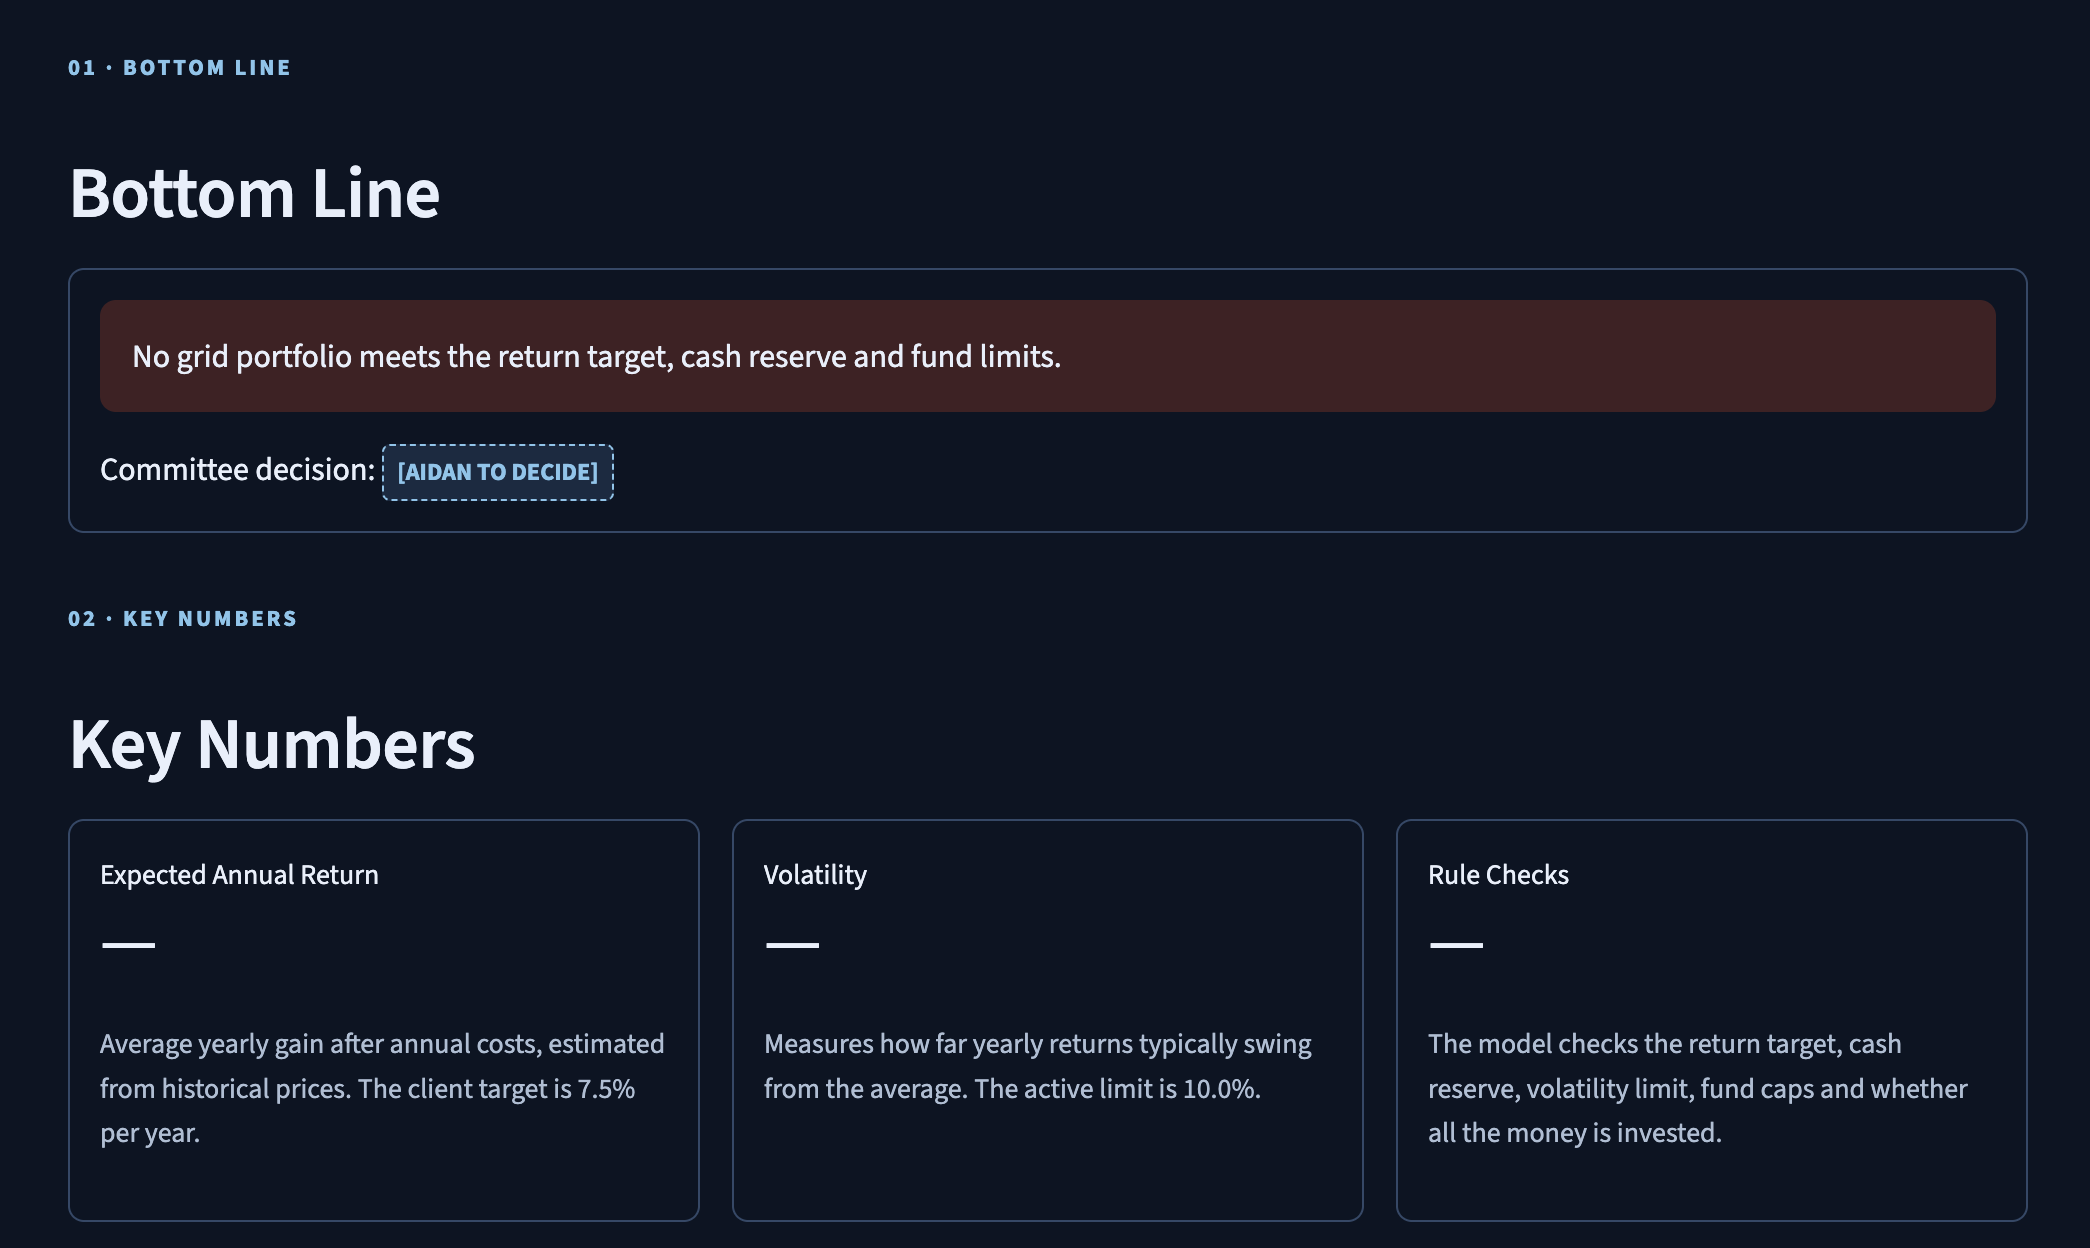 01 · BOTTOM LINE
Bottom Line
No grid portfolio meets the return target, cash reserve and fund limits.
Committee decision: [AIDAN TO DECIDE]
02 · KEY NUMBERS
Key Numbers
Expected Annual Return
—
Average yearly gain after annual costs, estimated
from historical prices. The client target is 7.5%
per year.
Volatility
—
Measures how far yearly returns typically swing
from the average. The active limit is 10.0%.
Rule Checks
—
The model checks the return target, cash
reserve, volatility limit, fund caps and whether
all the money is invested.